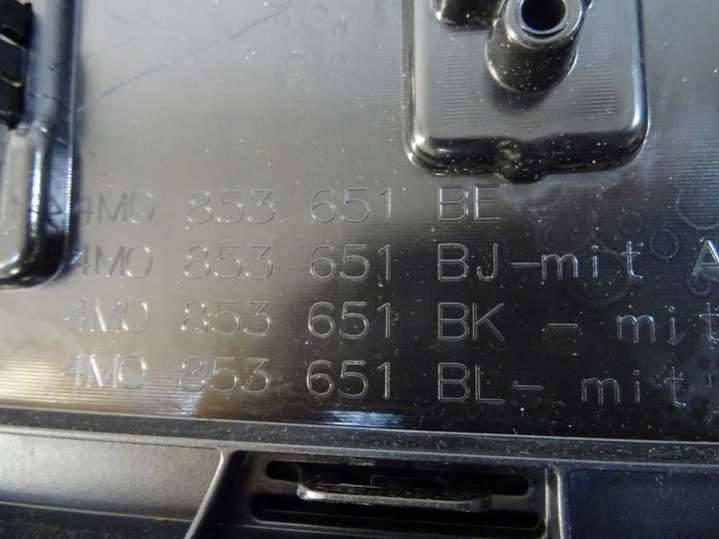 4M0 853 651 BE
4M0 853 651 BJ-mit A
4M0 853 651 BK - mit
4M0 853 651 BL- mit